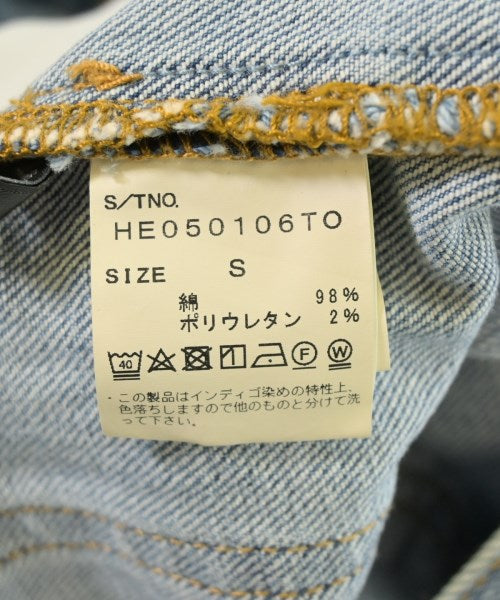 S/TNO.
HE050106TO
SIZE S
綿 98%
ポリウレタン 2%
40 F W
・この製品はインディゴ染めの特性上、
色落ちしますので他のものと分けて洗
って下さい。